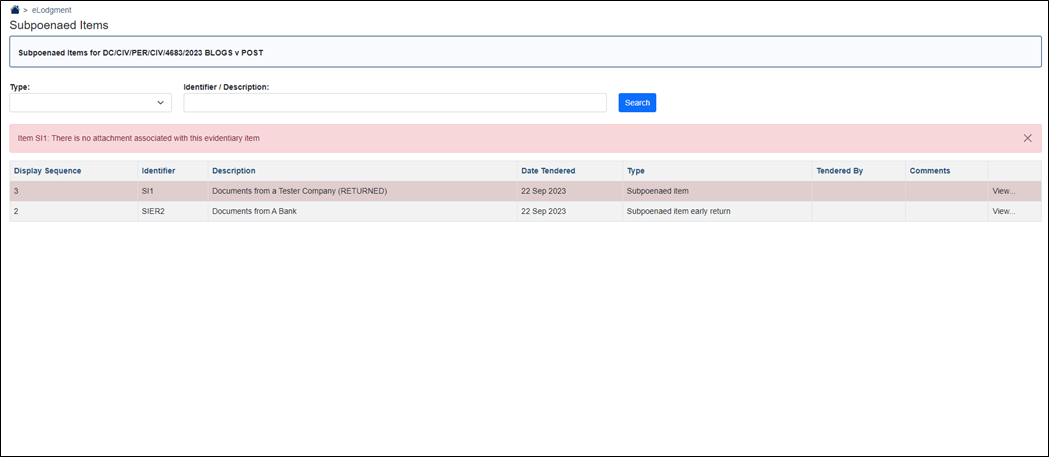 > eLodgment
Subpoenaed Items
Subpoenaed Items for DC/CIV/PER/CIV/4683/2023 BLOGS v POST
Type: Identifier / Description:
Search
Item SI1: There is no attachment associated with this evidentiary item
Display Sequence Identifier Description Date Tendered Type Tendered By Comments
3 SI1 Documents from a Tester Company (RETURNED) 22 Sep 2023 Subpoenaed item View...
2 SIER2 Documents from A Bank 22 Sep 2023 Subpoenaed item early return View...